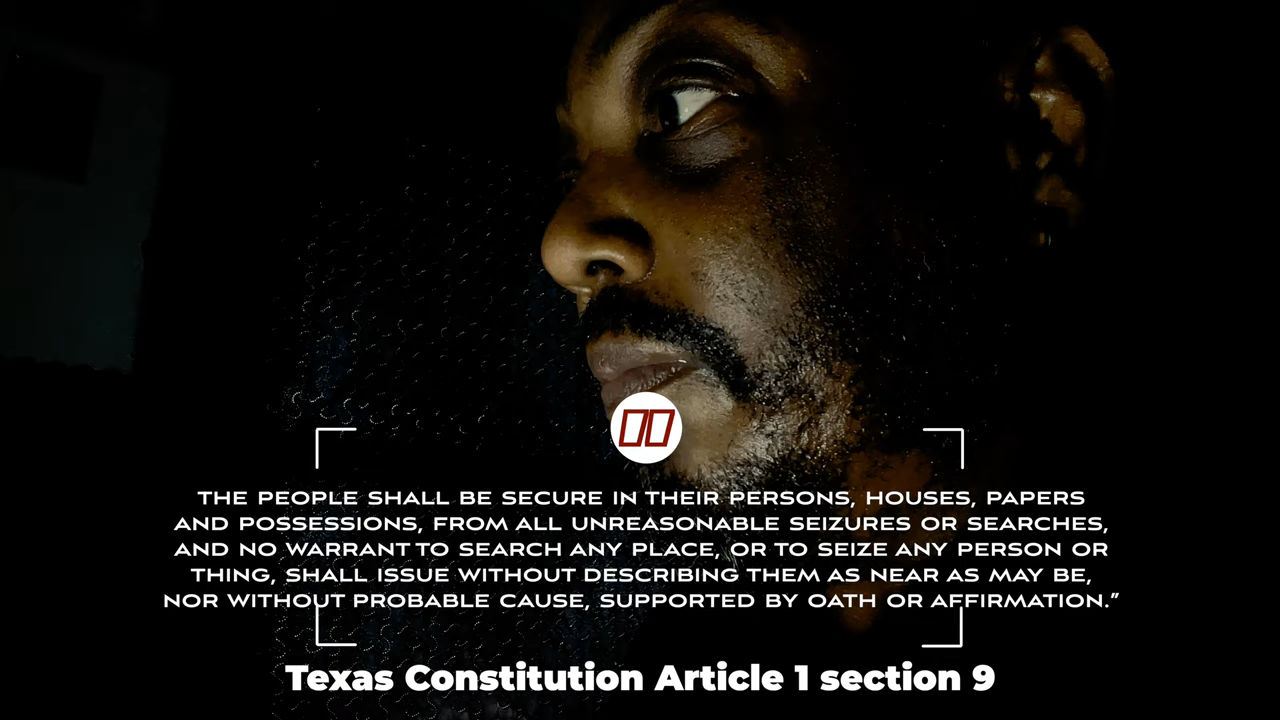 THE PEOPLE SHALL BE SECURE IN THEIR PERSONS, HOUSES, PAPERS
AND POSSESSIONS, FROM ALL UNREASONABLE SEIZURES OR SEARCHES,
AND NO WARRANT TO SEARCH ANY PLACE, OR TO SEIZE ANY PERSON OR
THING, SHALL ISSUE WITHOUT DESCRIBING THEM AS NEAR AS MAY BE,
NOR WITHOUT PROBABLE CAUSE, SUPPORTED BY OATH OR AFFIRMATION.”
Texas Constitution Article 1 section 9